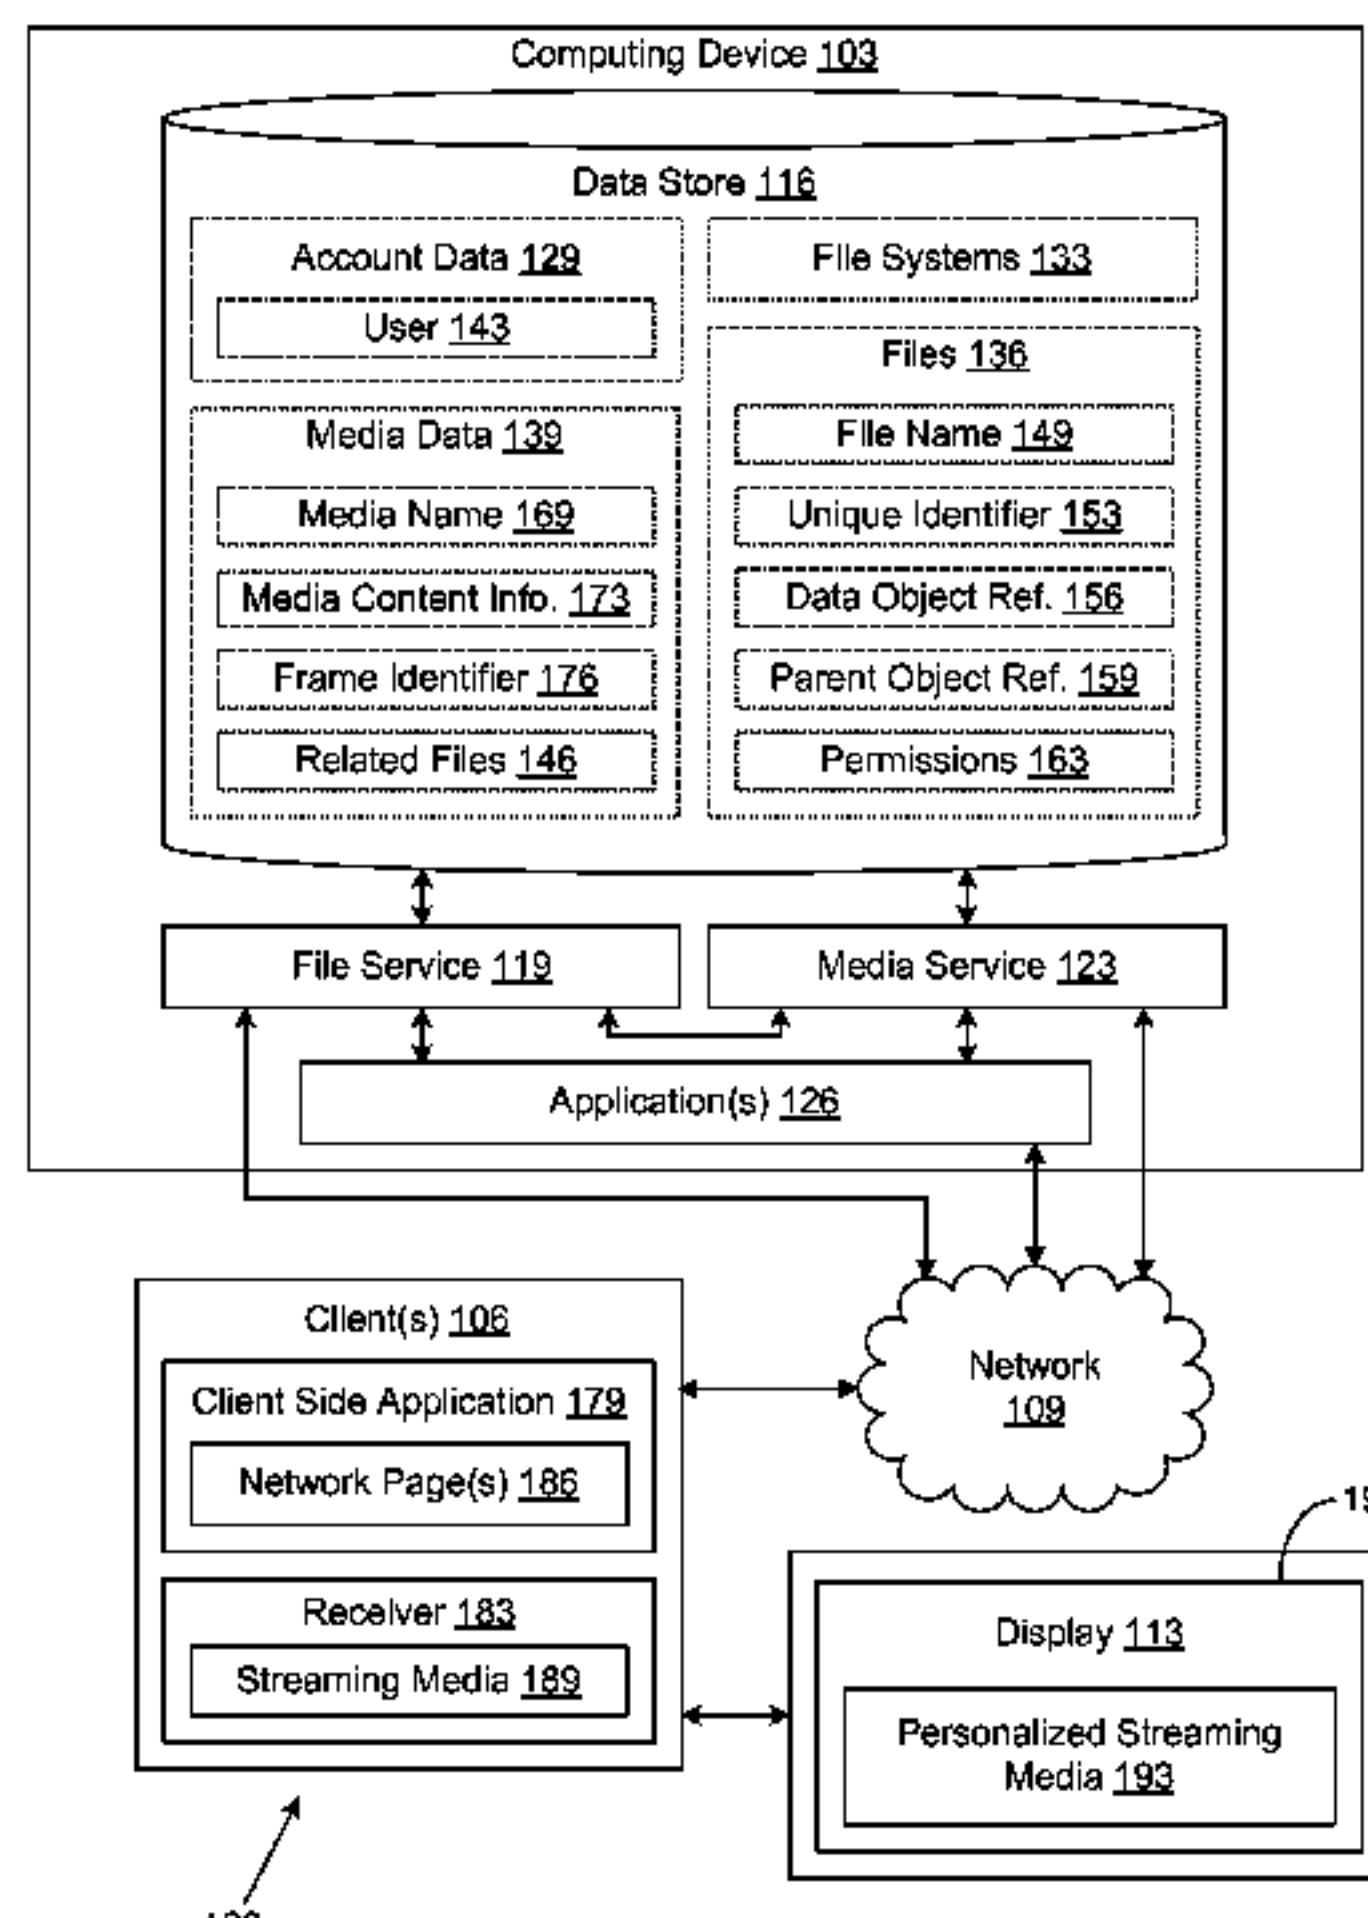 Computing Device 103
Data Store 116
Account Data 129
User 143
File Systems 133
Files 136
File Name 149
Unique Identifier 153
Data Object Ref. 156
Parent Object Ref. 159
Permissions 163
Media Data 139
Media Name 169
Media Content Info. 173
Frame Identifier 176
Related Files 146
File Service 119
Media Service 123
Application(s) 126
Client(s) 106
Client Side Application 179
Network Page(s) 186
Receiver 183
Streaming Media 189
Network
109
Display 113
Personalized Streaming
Media 193